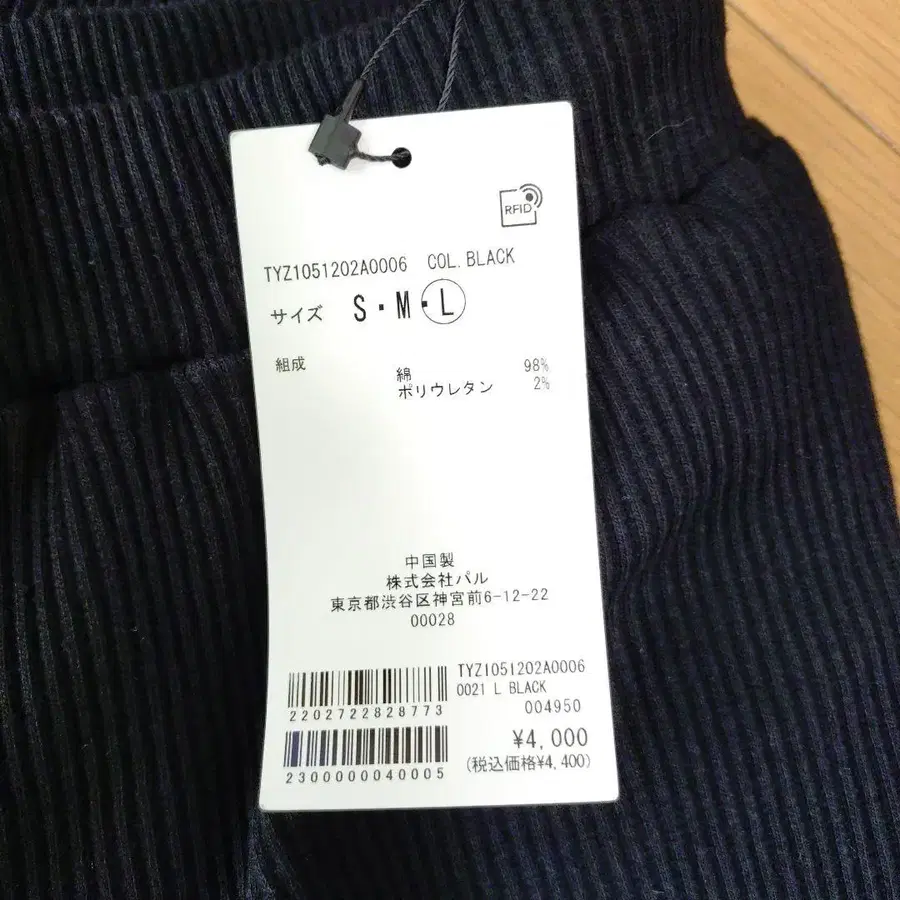 RFID
TYZ1051202A0006 COL.BLACK
サイズ S・M・L
組成
綿 98%
ポリウレタン 2%
中国製
株式会社パル
東京都渋谷区神宮前6-12-22
00028
TYZ1051202A0006
0021 L BLACK
004950
2202722828773
¥4,000
(税込価格¥4,400)
2300000040005